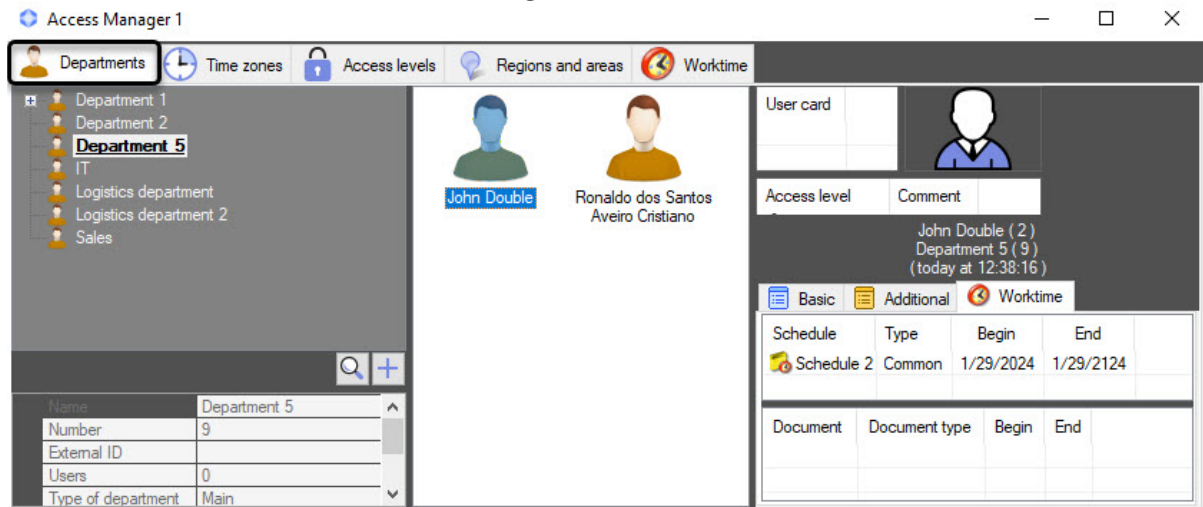 Access Manager 1
Departments Time zones Access levels Regions and areas Worktime
Department 1
Department 2
Department 5
IT
Logistics department
Logistics department 2
Sales
Name Department 5
Number 9
External ID
Users 0
Type of department Main
John Double
Ronaldo dos Santos
Aveiro Cristiano
User card
Access level Comment
John Double ( 2 )
Department 5 ( 9 )
( today at 12:38:16 )
Basic Additional Worktime
Schedule Type Begin End
Schedule 2 Common 1/29/2024 1/29/2124
Document Document type Begin End